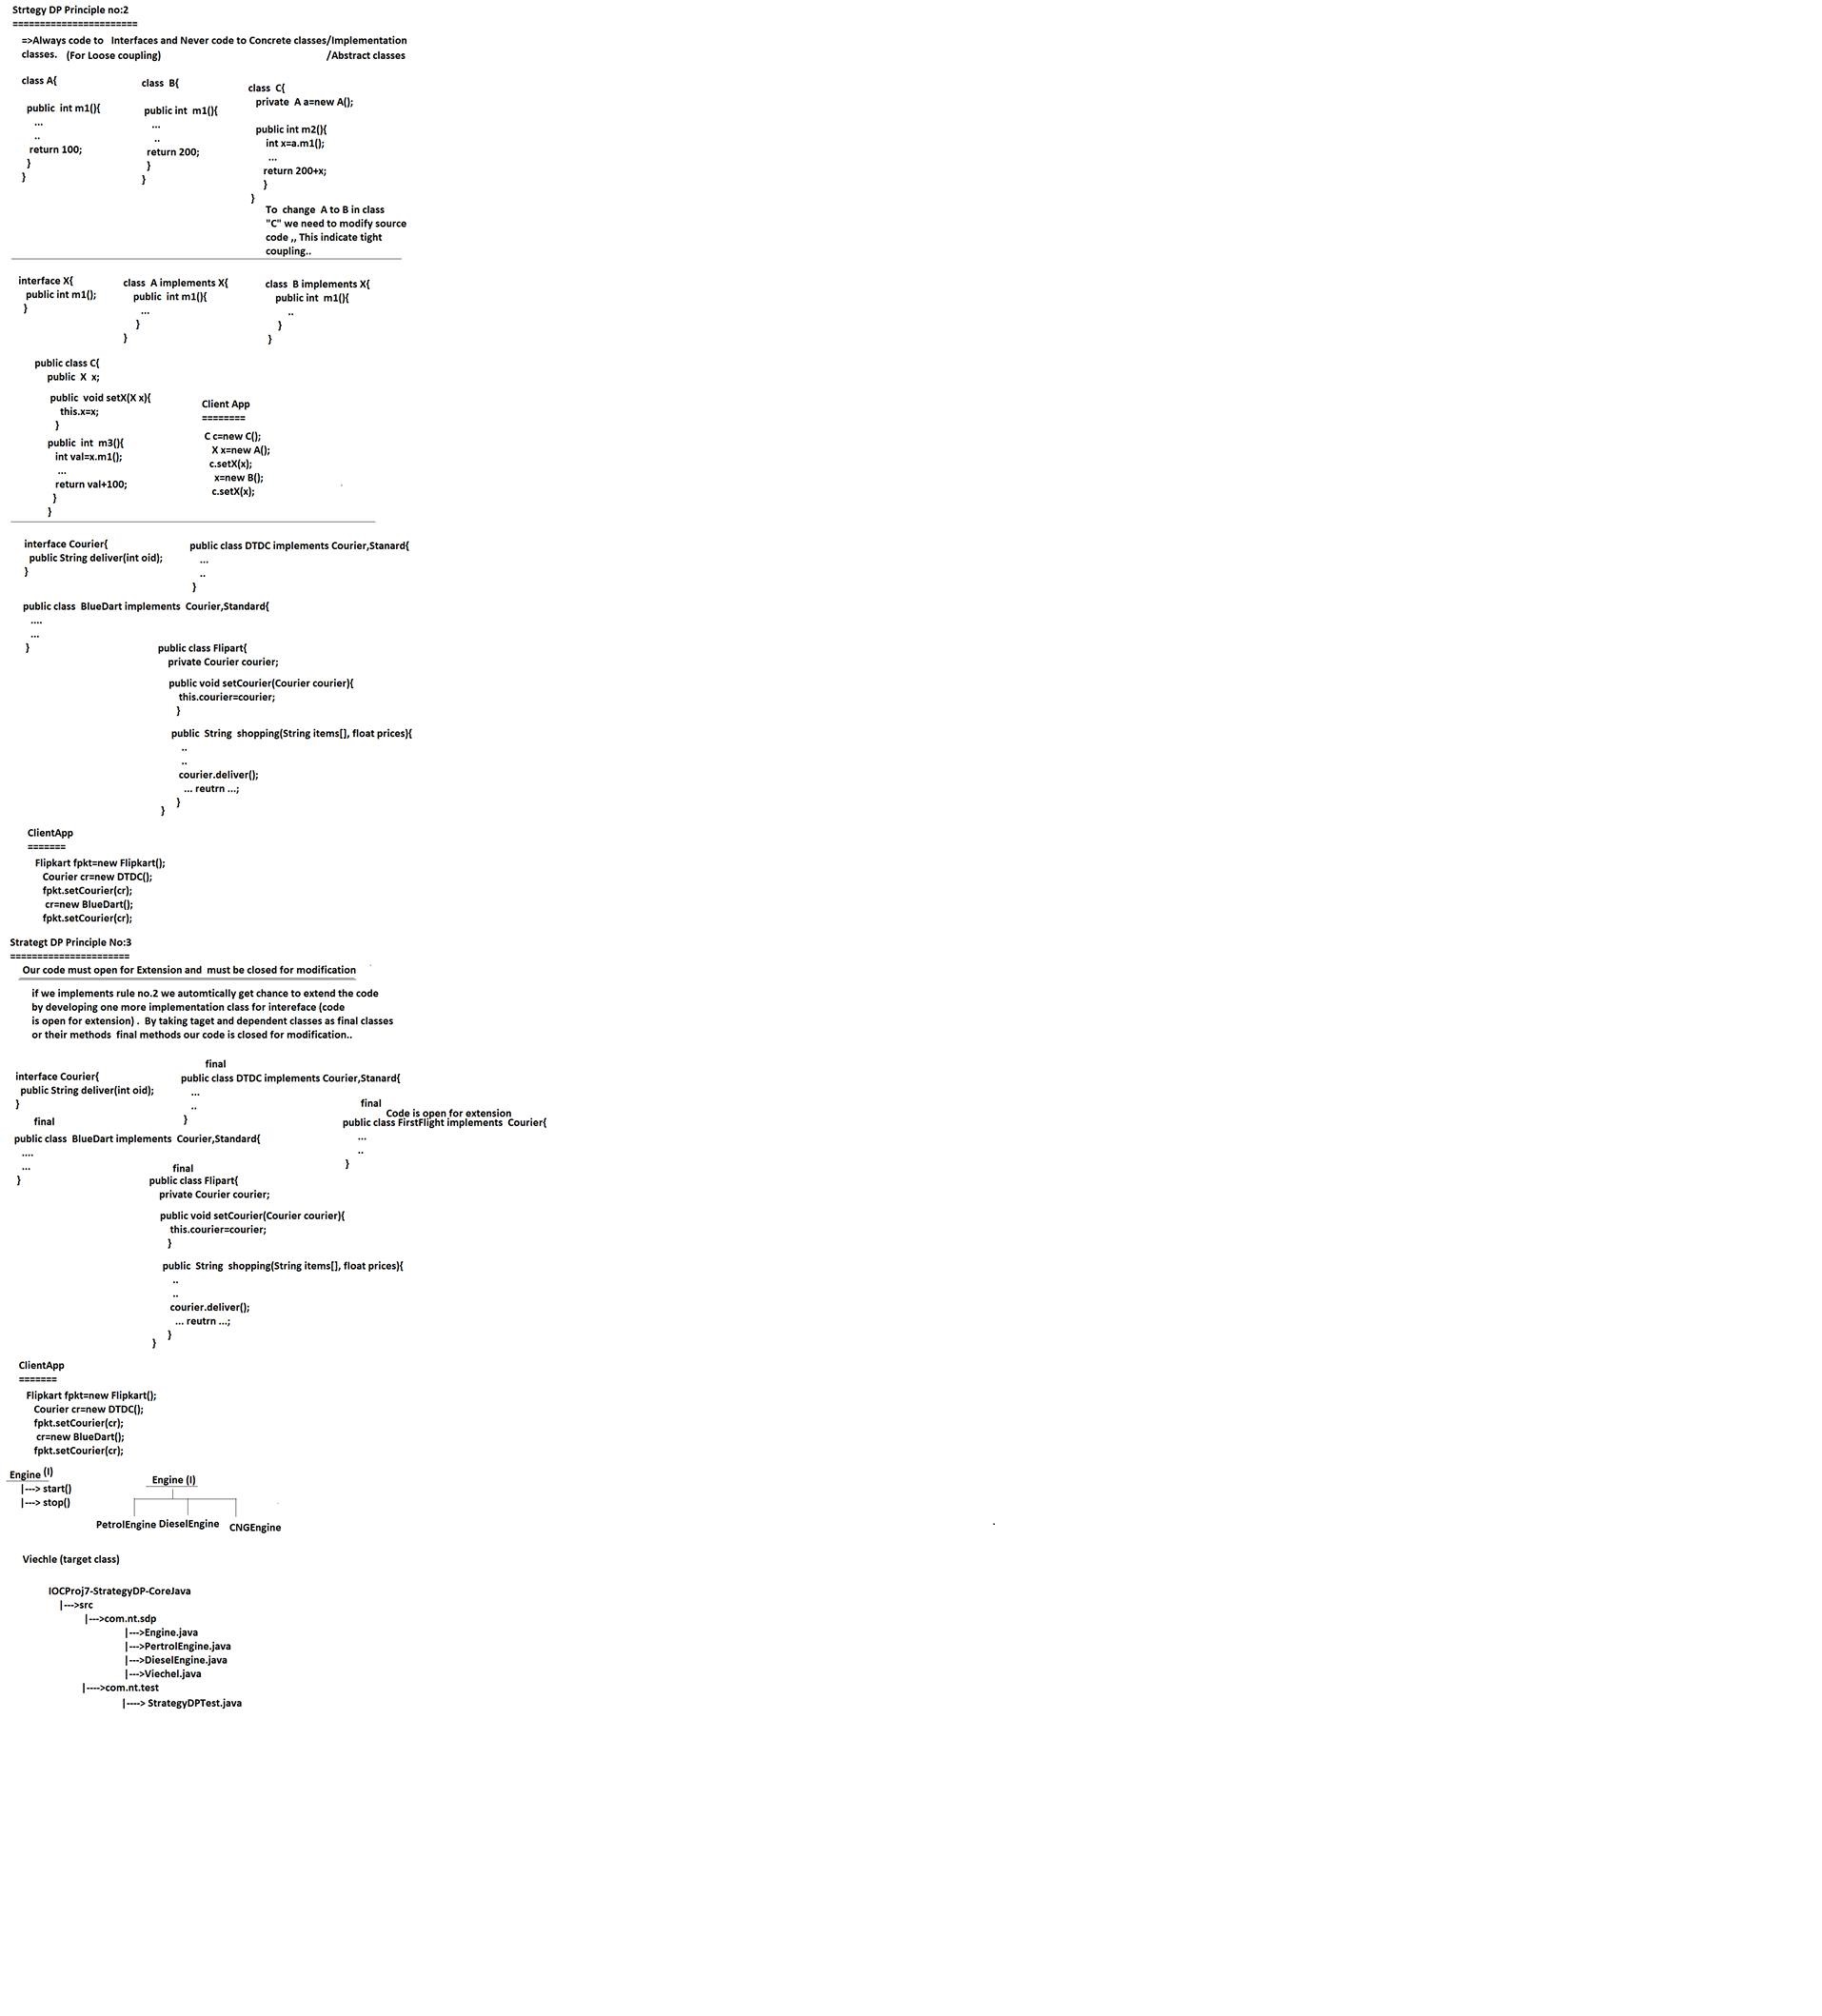 Strtegy DP Principle no:2
=======================
=>Always code to Interfaces and Never code to Concrete classes/Implementation
classes. (For Loose coupling) /Abstract classes
class A{
public int m1(){
...
..
return 100;
}
}
class B{
public int m1(){
...
..
return 200;
}
}
class C{
private A a=new A();
public int m2(){
int x=a.m1();
...
return 200+x;
}
}
To change A to B in class
"C" we need to modify source
code ,, This indicate tight
coupling..
interface X{
public int m1();
}
class A implements X{
public int m1(){
...
}
}
class B implements X{
public int m1(){
..
}
}
public class C{
public X x;
public void setX(X x){
this.x=x;
}
public int m3(){
int val=x.m1();
...
return val+100;
}
}
Client App
========
C c=new C();
X x=new A();
c.setX(x);
x=new B();
c.setX(x);
interface Courier{
public String deliver(int oid);
}
public class DTDC implements Courier,Stanard{
...
..
}
public class BlueDart implements Courier,Standard{
....
...
}
public class Flipart{
private Courier courier;
public void setCourier(Courier courier){
this.courier=courier;
}
public String shopping(String items[], float prices){
..
..
courier.deliver();
... reutrn ...;
}
}
ClientApp
=======
Flipkart fpkt=new Flipkart();
Courier cr=new DTDC();
fpkt.setCourier(cr);
cr=new BlueDart();
fpkt.setCourier(cr);
Strategt DP Principle No:3
======================
Our code must open for Extension and must be closed for modification
if we implements rule no.2 we automtically get chance to extend the code
by developing one more implementation class for intereface (code
is open for extension) . By taking taget and dependent classes as final classes
or their methods final methods our code is closed for modification..
interface Courier{
public String deliver(int oid);
}
final
public class DTDC implements Courier,Stanard{
...
..
}
final
Code is open for extension
public class FirstFlight implements Courier{
...
..
}
final
public class BlueDart implements Courier,Standard{
....
...
}
final
public class Flipart{
private Courier courier;
public void setCourier(Courier courier){
this.courier=courier;
}
public String shopping(String items[], float prices){
..
..
courier.deliver();
... reutrn ...;
}
}
ClientApp
=======
Flipkart fpkt=new Flipkart();
Courier cr=new DTDC();
fpkt.setCourier(cr);
cr=new BlueDart();
fpkt.setCourier(cr);
Engine (I)
|---> start()
|---> stop()
Engine (I)
PetrolEngine DieselEngine CNGEngine
Viechle (target class)
IOCProj7-StrategyDP-CoreJava
|--->src
|--->com.nt.sdp
|--->Engine.java
|--->PertrolEngine.java
|--->DieselEngine.java
|--->Viechel.java
|---->com.nt.test
|----> StrategyDPTest.java